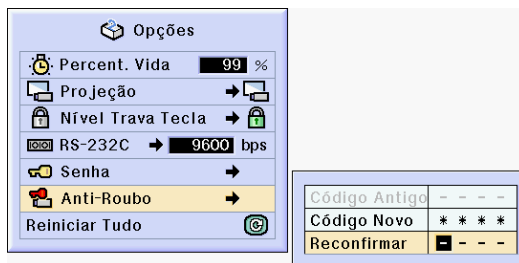 Opções
Percent. Vida 99 %
Projeção
Nível Trava Tecla
RS-232C 9600 bps
Senha
Anti-Roubo
Reiniciar Tudo
Código Antigo - - - -
Código Novo * * * *
Reconfirmar - - - -